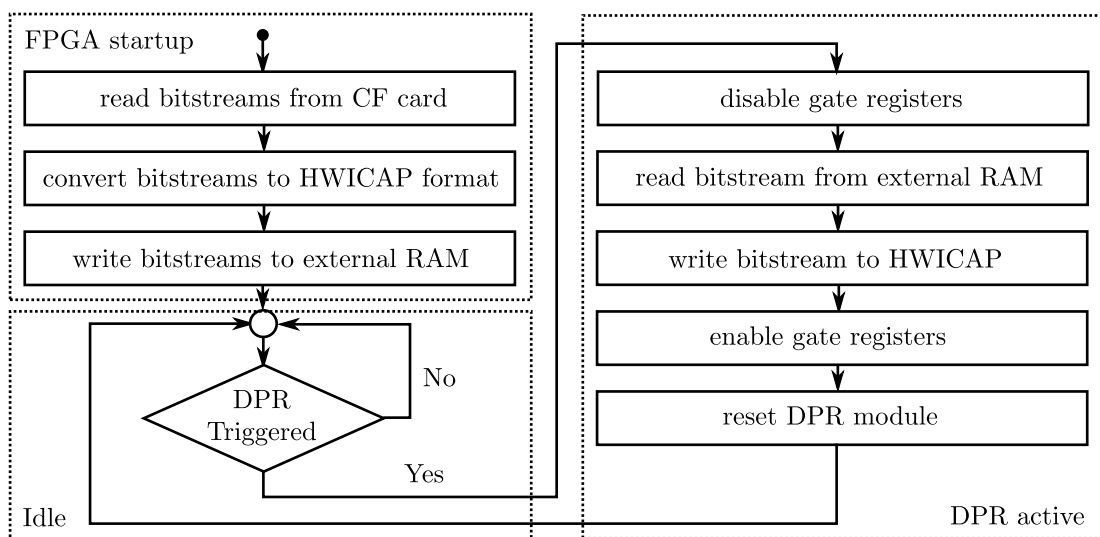 FPGA startup
read bitstreams from CF card
convert bitstreams to HWICAP format
write bitstreams to external RAM
DPR
Triggered
No
Yes
Idle
disable gate registers
read bitstream from external RAM
write bitstream to HWICAP
enable gate registers
reset DPR module
DPR active